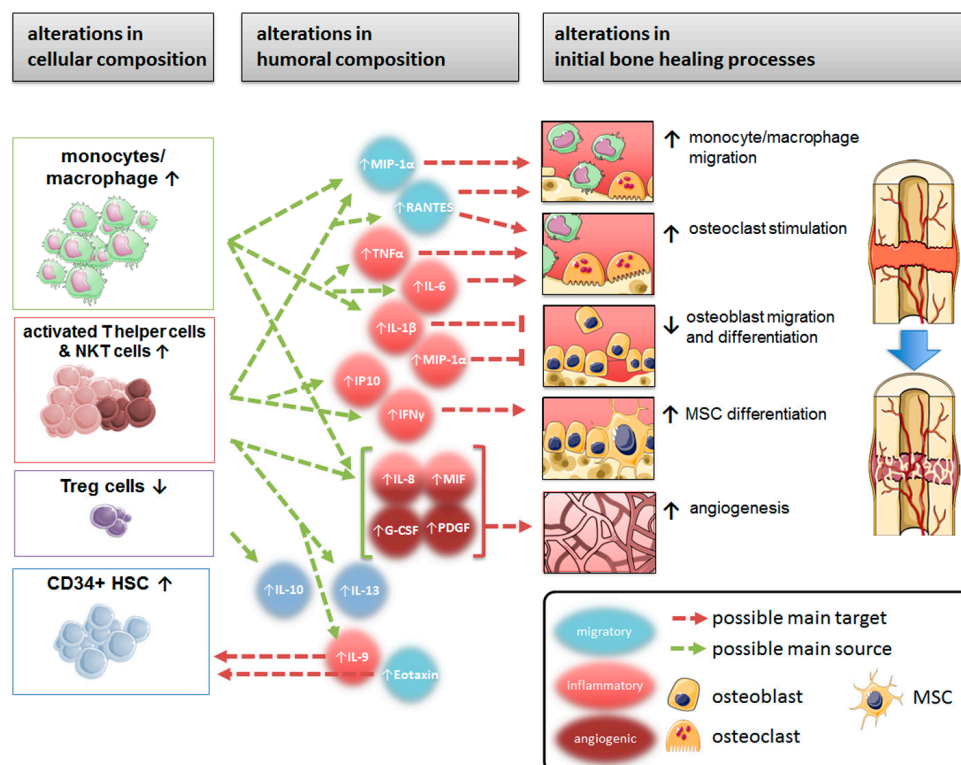 alterations in
cellular composition
alterations in
humoral composition
alterations in
initial bone healing processes
monocytes/
macrophage ↑
activated T helper cells
& NKT cells ↑
Treg cells ↓
CD34+ HSC ↑
↑MIP-1α
↑RANTES
↑TNFα
↑IL-6
↑IL-1β
↑MIP-1α
↑IP10
↑IFNγ
↑IL-8
↑MIF
↑G-CSF
↑PDGF
↑IL-10
↑IL-13
↑IL-9
↑Eotaxin
↑ monocyte/macrophage
migration
↑ osteoclast stimulation
↓ osteoblast migration
and differentiation
↑ MSC differentiation
↑ angiogenesis
migratory
inflammatory
angiogenic
possible main target
possible main source
osteoblast
MSC
osteoclast